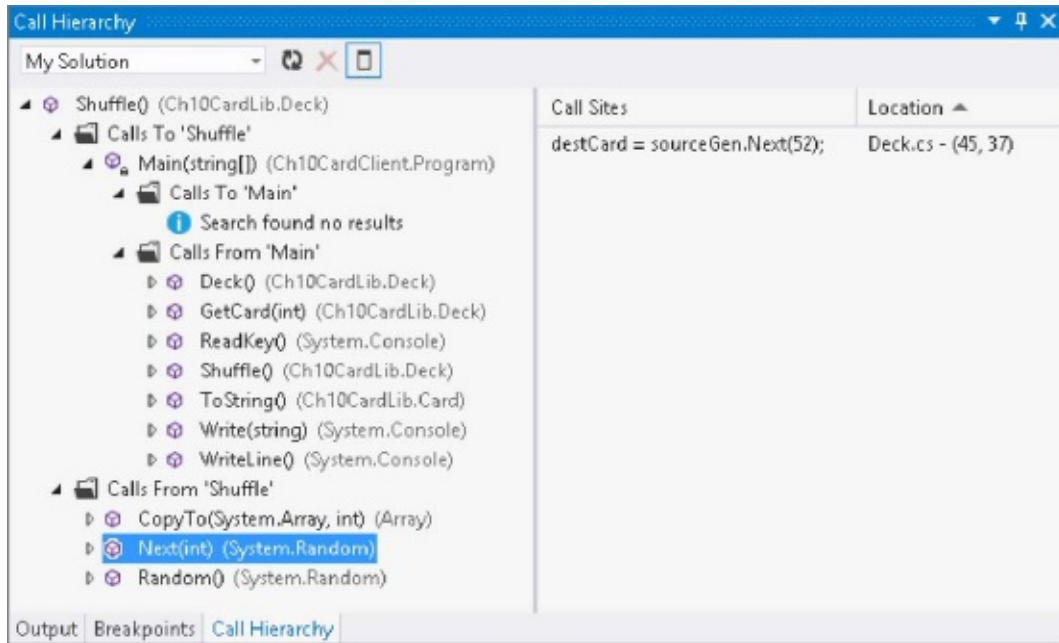 Call Hierarchy
My Solution
Shuffle() (Ch10CardLib.Deck)
Calls To 'Shuffle'
Main(string[]) (Ch10CardClient.Program)
Calls To 'Main'
Search found no results
Calls From 'Main'
Deck() (Ch10CardLib.Deck)
GetCard(int) (Ch10CardLib.Deck)
ReadKey() (System.Console)
Shuffle() (Ch10CardLib.Deck)
ToString() (Ch10CardLib.Card)
Write(string) (System.Console)
WriteLine() (System.Console)
Calls From 'Shuffle'
CopyTo(System.Array, int) (Array)
Next(int) (System.Random)
Random() (System.Random)
Call Sites Location
destCard = sourceGen.Next(52); Deck.cs - (45, 37)
Output Breakpoints Call Hierarchy